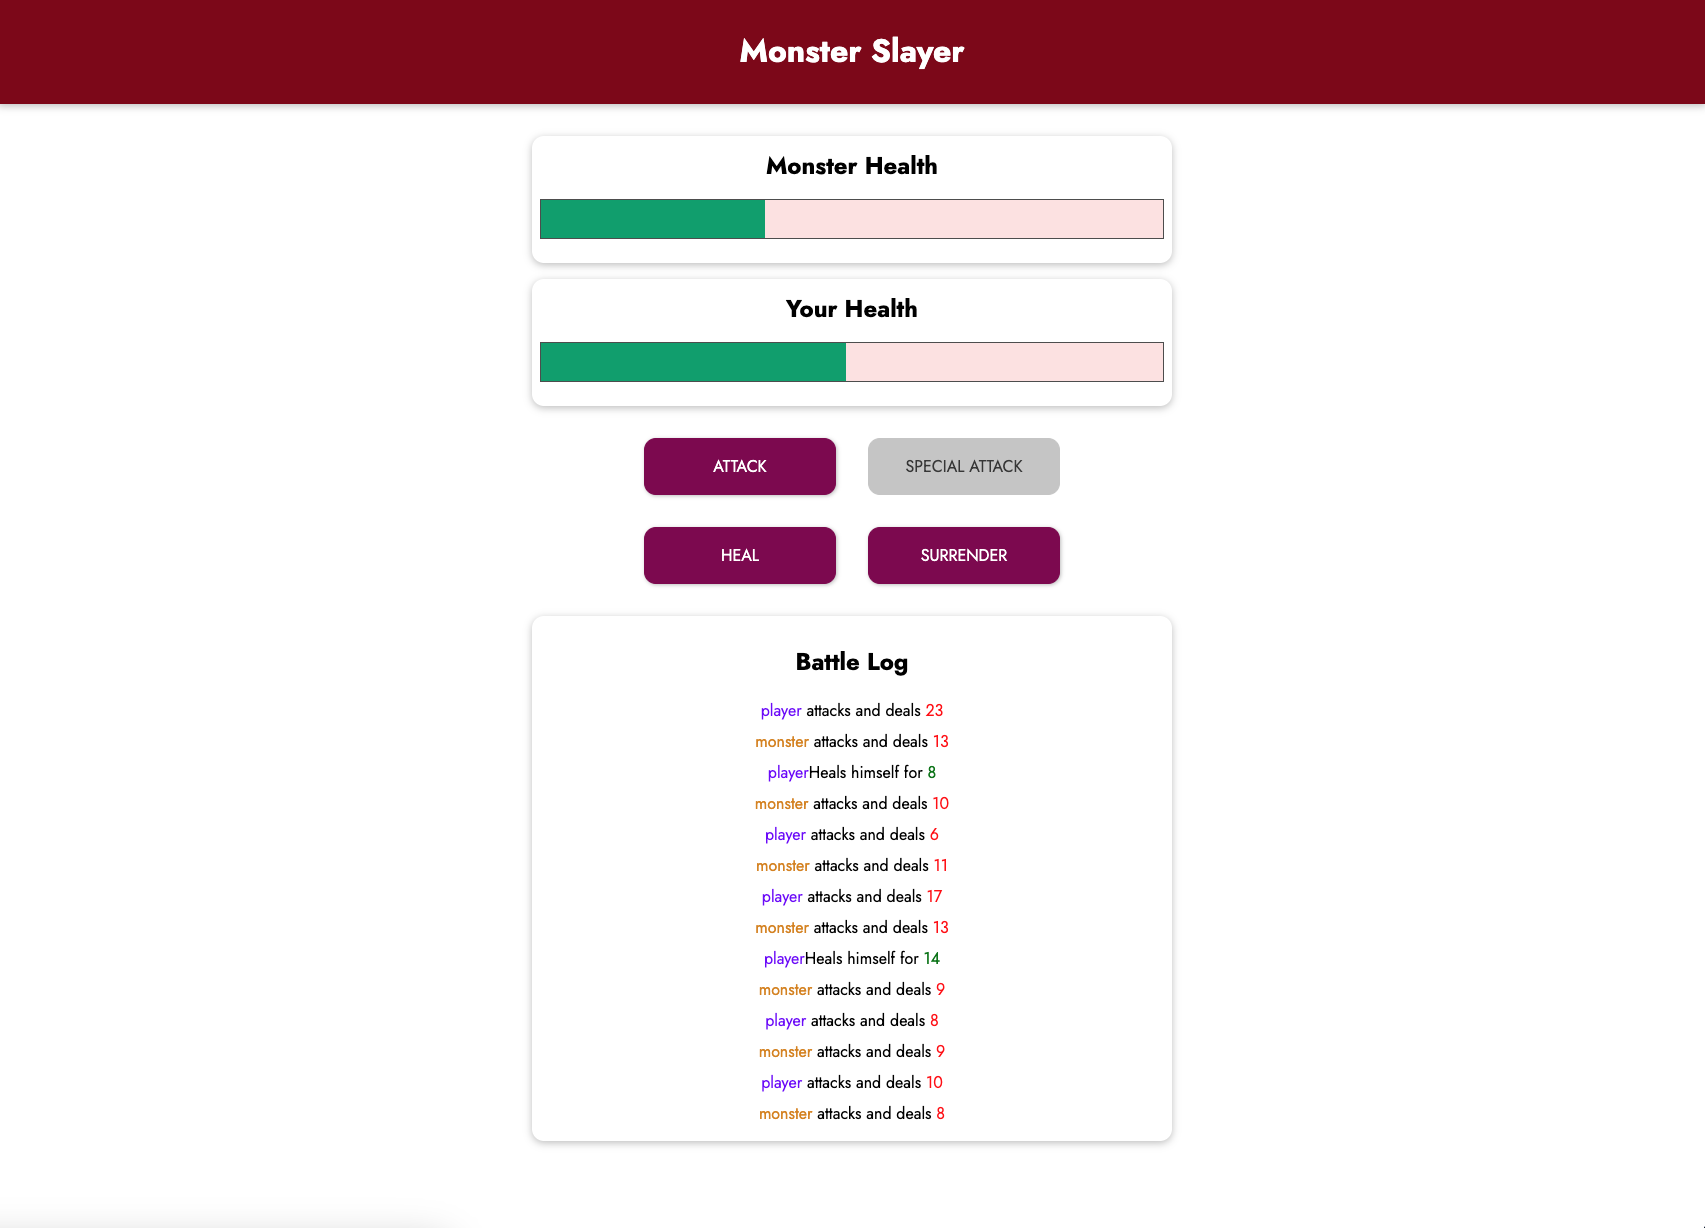 Monster Slayer
Monster Health
Your Health
ATTACK
SPECIAL ATTACK
HEAL
SURRENDER
Battle Log
player attacks and deals 23
monster attacks and deals 13
playerHeals himself for 8
monster attacks and deals 10
player attacks and deals 6
monster attacks and deals 11
player attacks and deals 17
monster attacks and deals 13
playerHeals himself for 14
monster attacks and deals 9
player attacks and deals 8
monster attacks and deals 9
player attacks and deals 10
monster attacks and deals 8